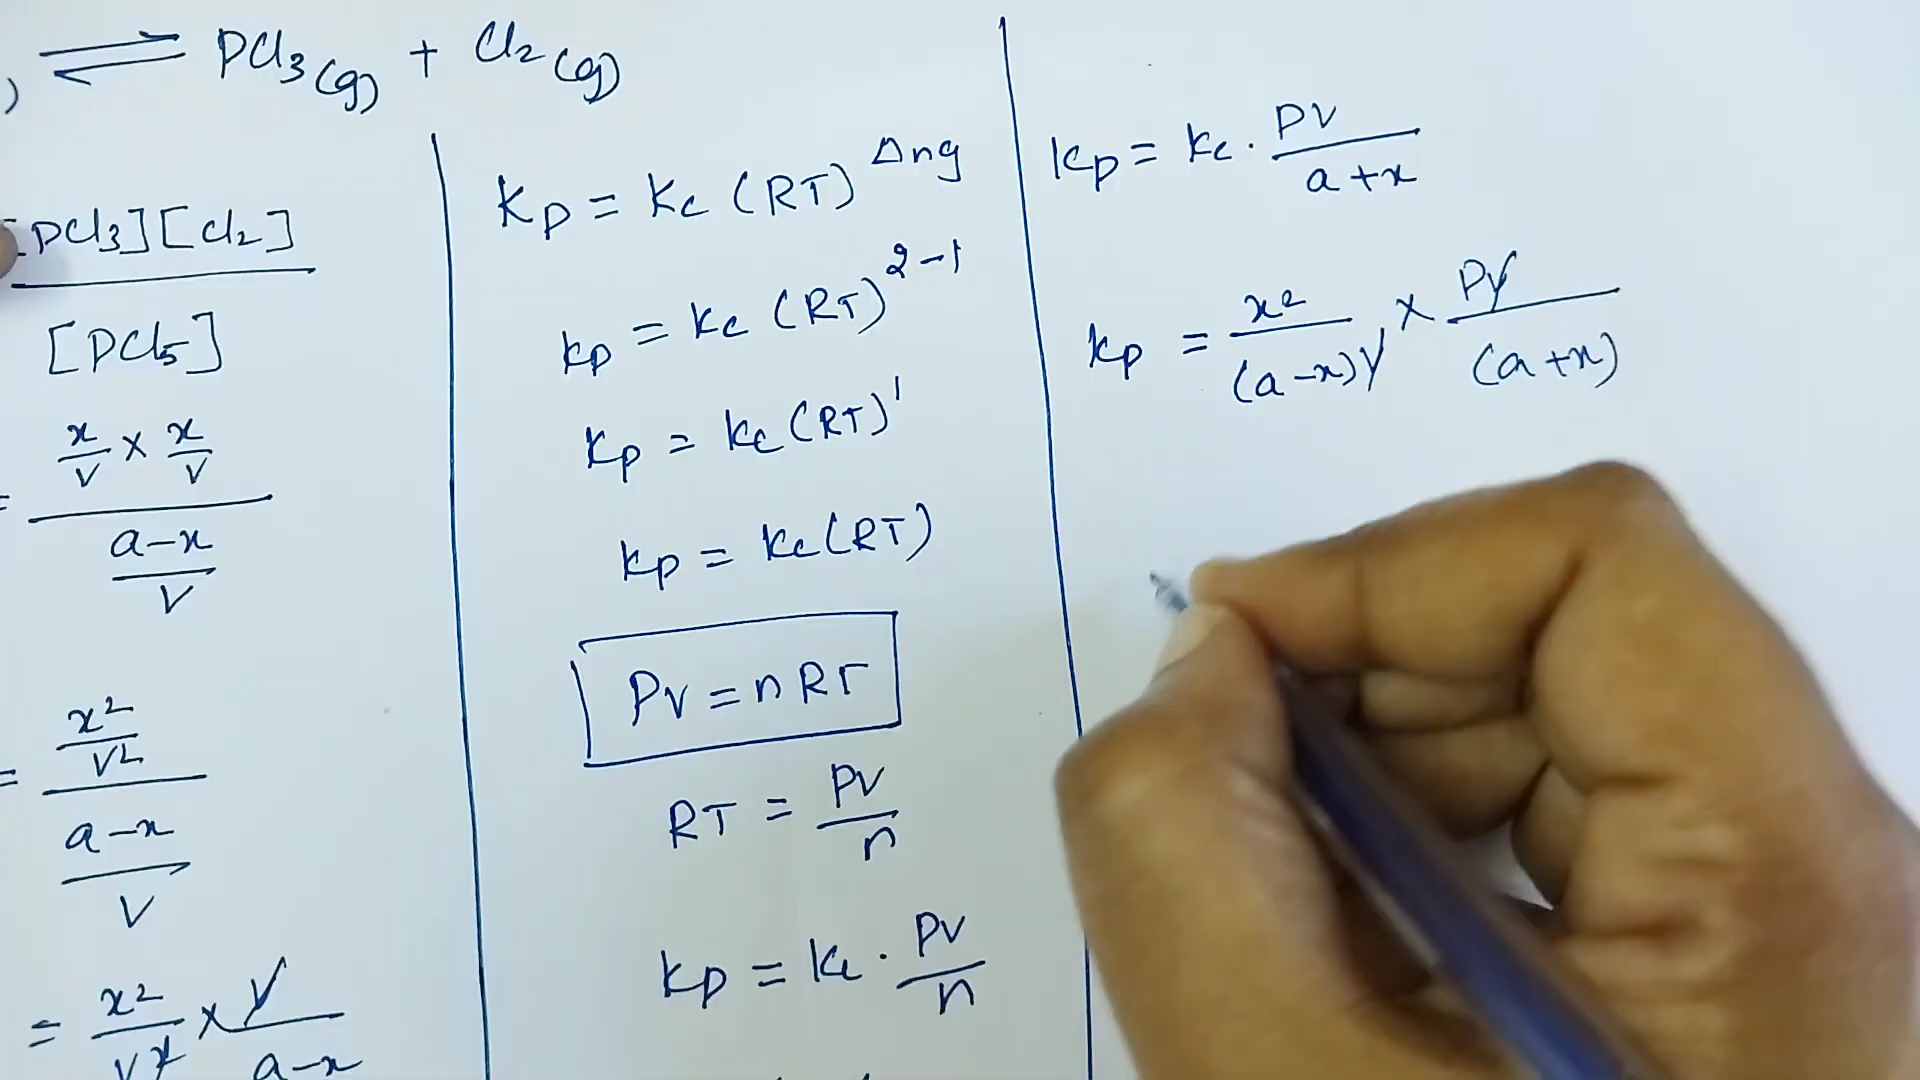 ) ⇌ PCl₃(g) + Cl₂(g)
[PCl₃][Cl₂]
[PCl₅]
= x/V × x/V
a-x/V
= x²/V²
a-x
V
= x²/V² × V/a-x
Kp = Kc (RT)^Δng
Kp = Kc (RT)^2-1
Kp = Kc (RT)^1
Kp = Kc (RT)
PV = nRT
RT = PV/n
Kp = Kc · PV/n
Kp = Kc · PV/a+x
Kp = x²/(a-x)V × PV/(a+x)